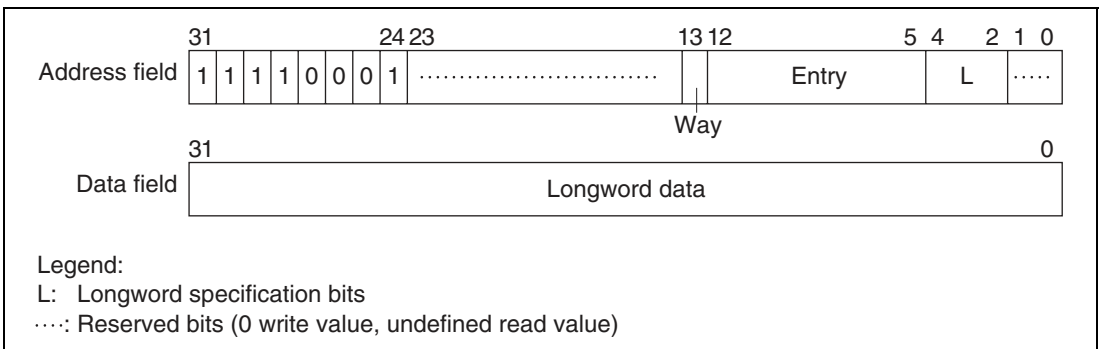 31 24 23 13 12 5 4 2 1 0
Address field 1 1 1 1 0 0 0 1 ······························ Entry L ·····
Way
31 0
Data field Longword data
Legend:
L: Longword specification bits
····: Reserved bits (0 write value, undefined read value)